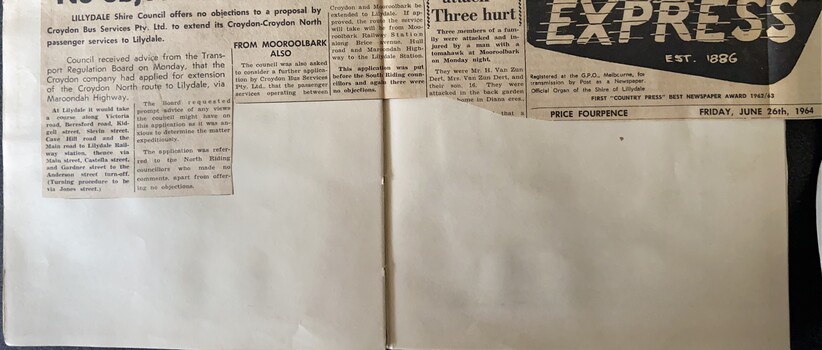 LILLYDALE Shire Council offers no objections to a proposal by
Croydon Bus Services Pty. Ltd. to extend its Croydon-Croydon North
passenger services to Lilydale.
Council received advice from the Trans-
port Regulation Board on Monday, that the
Croydon company had applied for extension
of the Croydon North route to Lilydale, via
Maroondah Highway.
At Lilydale it would take
a course along Victoria
road, Beresford road, Kid-
gell street, Slevin street,
Cave Hill road and the
Main road to Lilydale Rail-
way station, thence via
Main street, Castella street,
and Gardner street to the
Anderson street turn-off.
(Turning procedure to be
via Jones street.)
The Board requested
prompt advice of any views
the council might have on
this application as it was an-
xious to determine the matter
expeditiously.
The application was refer-
red to the North Riding
councillors who made no
comments, apart from offer-
ing no objections.
FROM MOOROOLBARK
ALSO
The council was also asked
to consider a further applica-
tion by Croydon Bus Services
Pty. Ltd., that the passenger
services operating between
Croydon and Mooroolbark be
extended to Lilydale. If ap-
proved, the route the service
will take will be from Moo-
roolbark Railway Station
along Brice avenue, Hull
road and Maroondah High-
way to the Lilydale Station.
This application was put
before the South Riding coun-
cillors and again there were
no objections.
Three hurt
Three members of a fam-
ily were attacked and in-
jured by a man with a
tomahawk at Mooroolbark
on Monday night.
They were Mr. H. Van Zun
Dert, Mrs. Van Zun Dert, and
their son, 16. They were
attacked in the back garden
home in Diana cres.
that a
EXPRESS
EST. 1886
Registered at the G.P.O., Melbourne, for
transmission by Post as a Newspaper.
Official Organ of the Shire of Lillydale
FIRST "COUNTRY PRESS" BEST NEWSPAPER AWARD 1962/63
PRICE FOURPENCE
FRIDAY, JUNE 26th, 1964